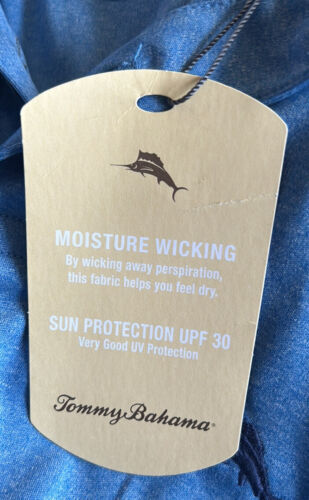 MOISTURE WICKING
By wicking away perspiration,
this fabric helps you feel dry.
SUN PROTECTION UPF 30
Very Good UV Protection
Tommy Bahama®